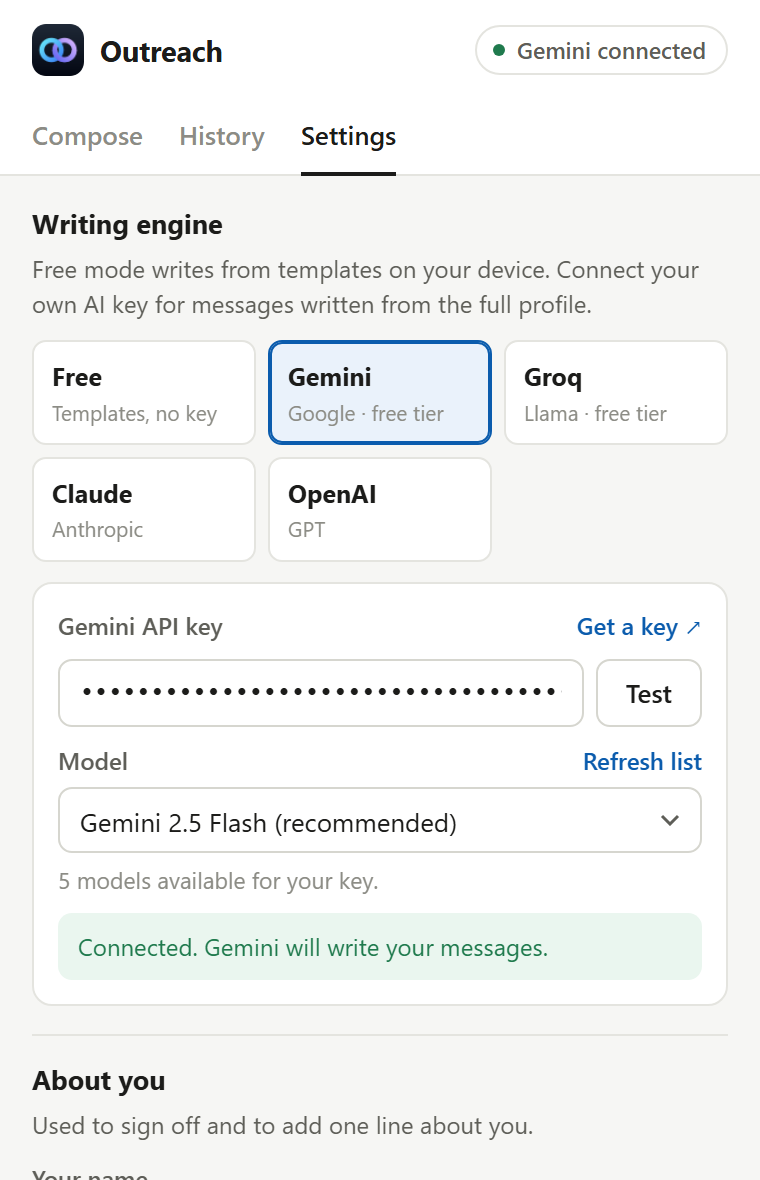 Outreach
Gemini connected
Compose
History
Settings
Writing engine
Free mode writes from templates on your device. Connect your
own AI key for messages written from the full profile.
Free
Templates, no key
Gemini
Google · free tier
Groq
Llama · free tier
Claude
Anthropic
OpenAI
GPT
Gemini API key
Get a key ↗
Test
Model
Refresh list
Gemini 2.5 Flash (recommended)
5 models available for your key.
Connected. Gemini will write your messages.
About you
Used to sign off and to add one line about you.
Your name